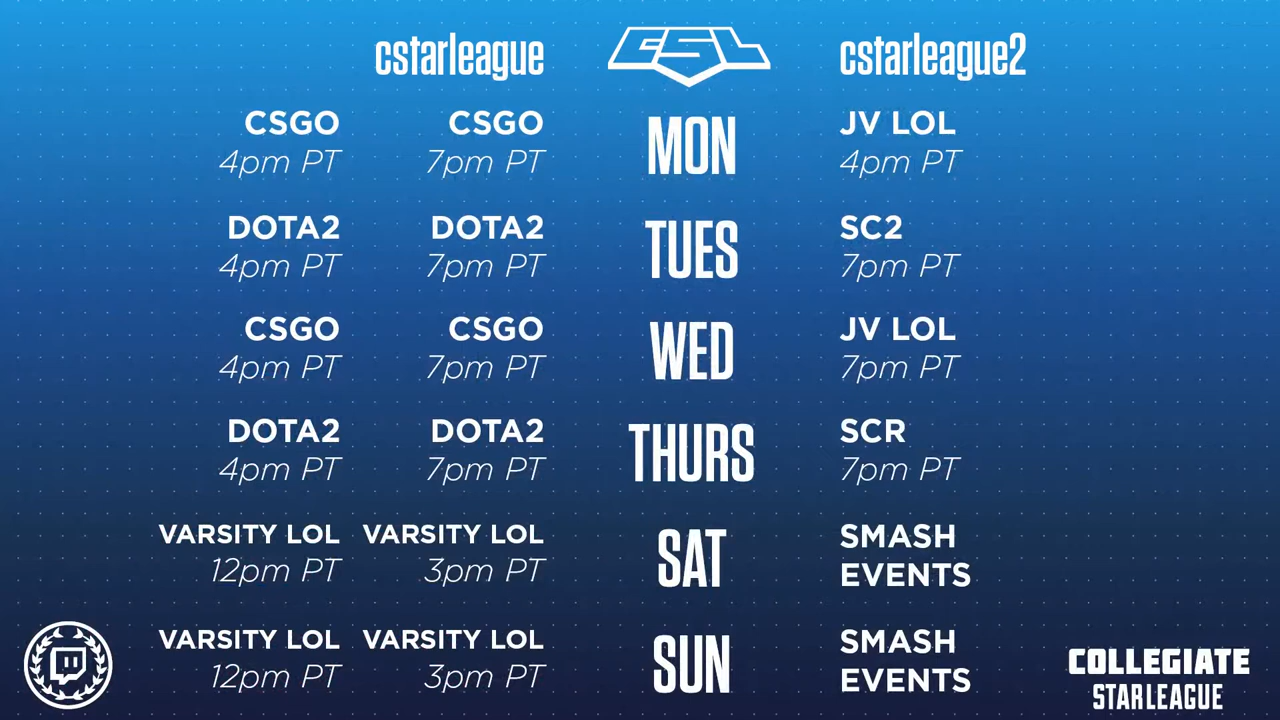 cstarleague CSL cstarleague2
CSGO CSGO MON JV LOL
4pm PT 7pm PT 4pm PT
DOTA2 DOTA2 TUES SC2
4pm PT 7pm PT 7pm PT
CSGO CSGO WED JV LOL
4pm PT 7pm PT 7pm PT
DOTA2 DOTA2 THURS SCR
4pm PT 7pm PT 7pm PT
VARSITY LOL VARSITY LOL SAT SMASH
12pm PT 3pm PT EVENTS
VARSITY LOL VARSITY LOL SUN SMASH
12pm PT 3pm PT EVENTS
COLLEGIATE
STARLEAGUE